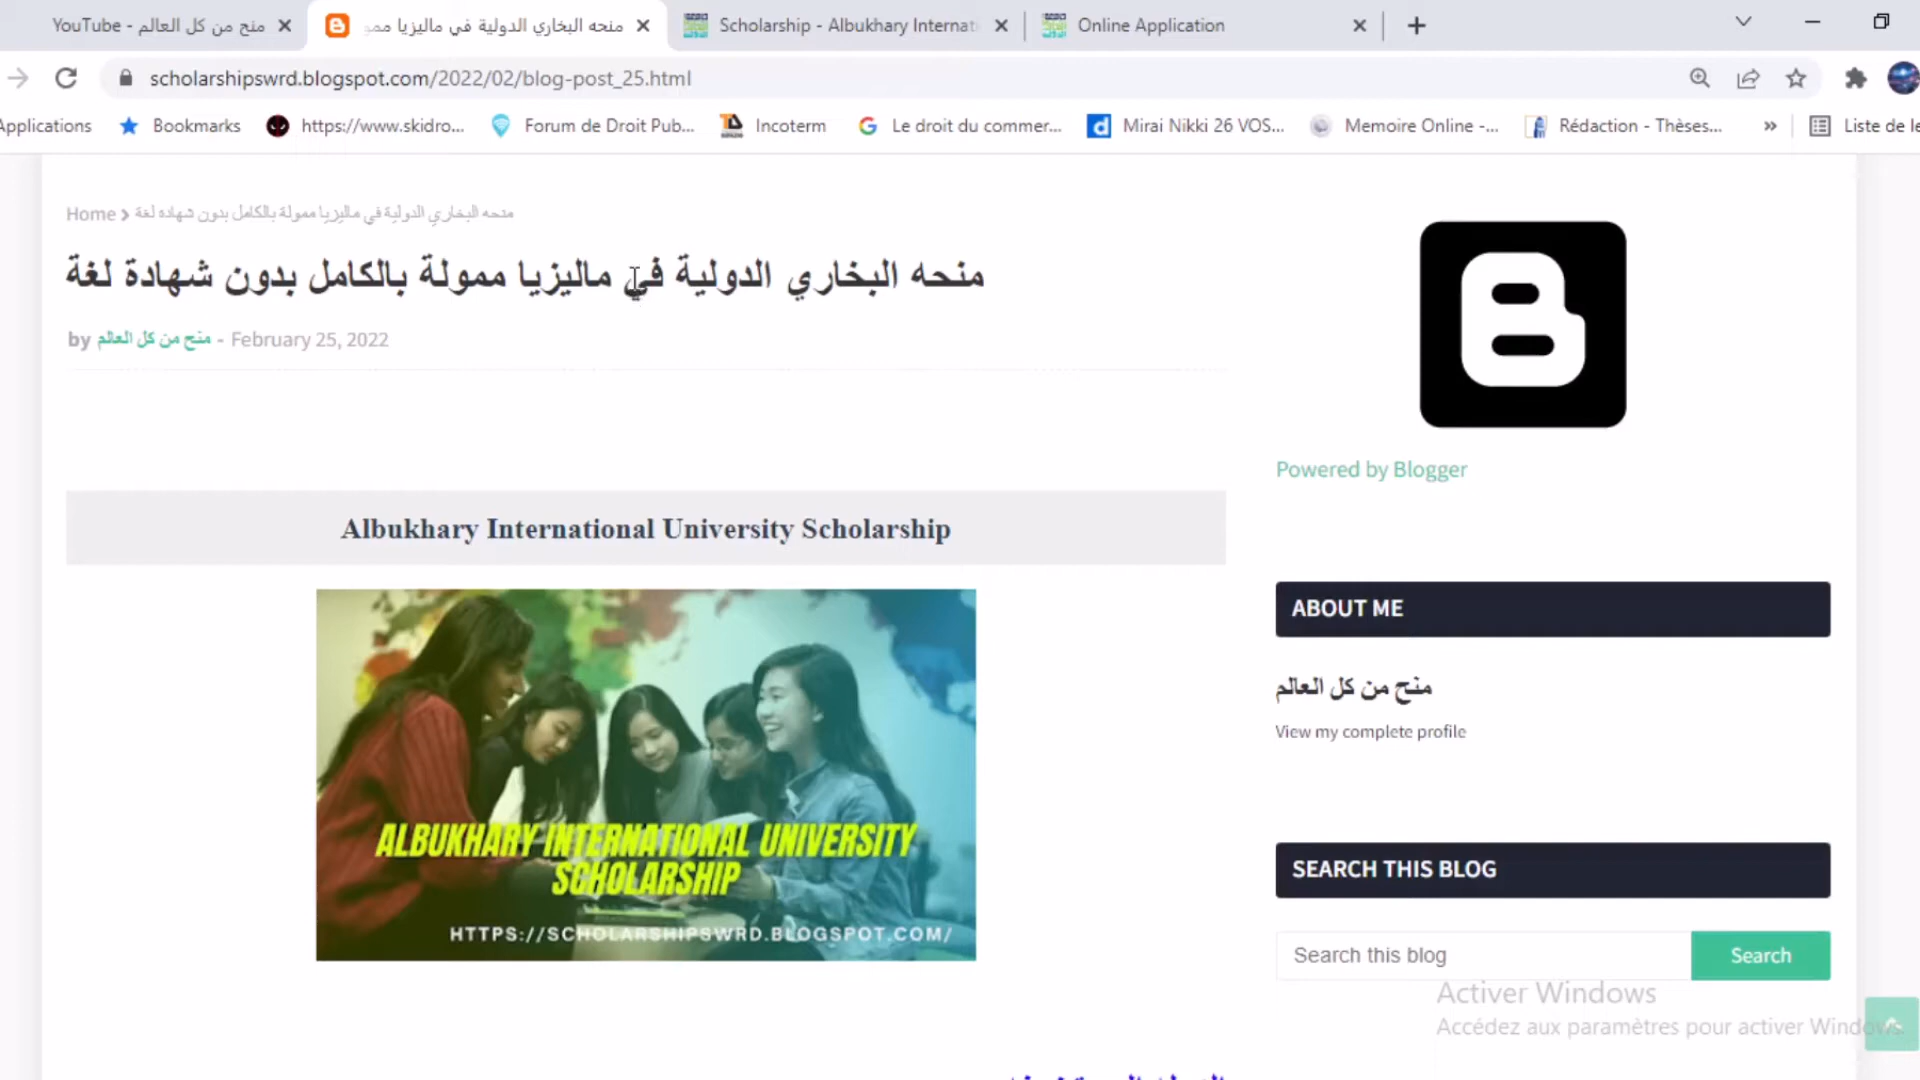 منح من كل العالم - YouTube
منحه البخاري الدولية في ماليزيا ممو
Scholarship - Albukhary Internat
Online Application
scholarshipswrd.blogspot.com/2022/02/blog-post_25.html
Applications
Bookmarks
https://www.skidro...
Forum de Droit Pub...
Incoterm
Le droit du commer...
Mirai Nikki 26 VOS...
Memoire Online -...
Rédaction - Thèses...
»
Liste de le
Home › منحه البخاري الدولية في ماليزيا ممولة بالكامل بدون شهادة لغة
منحه البخاري الدولية في ماليزيا ممولة بالكامل بدون شهادة لغة
by منح من كل العالم - February 25, 2022
Powered by Blogger
Albukhary International University Scholarship
ALBUKHARY INTERNATIONAL UNIVERSITY
SCHOLARSHIP
HTTPS://SCHOLARSHIPSWRD.BLOGSPOT.COM/
ABOUT ME
منح من كل العالم
View my complete profile
SEARCH THIS BLOG
Search this blog
Search
Activer Windows
Accédez aux paramètres pour activer Windows.